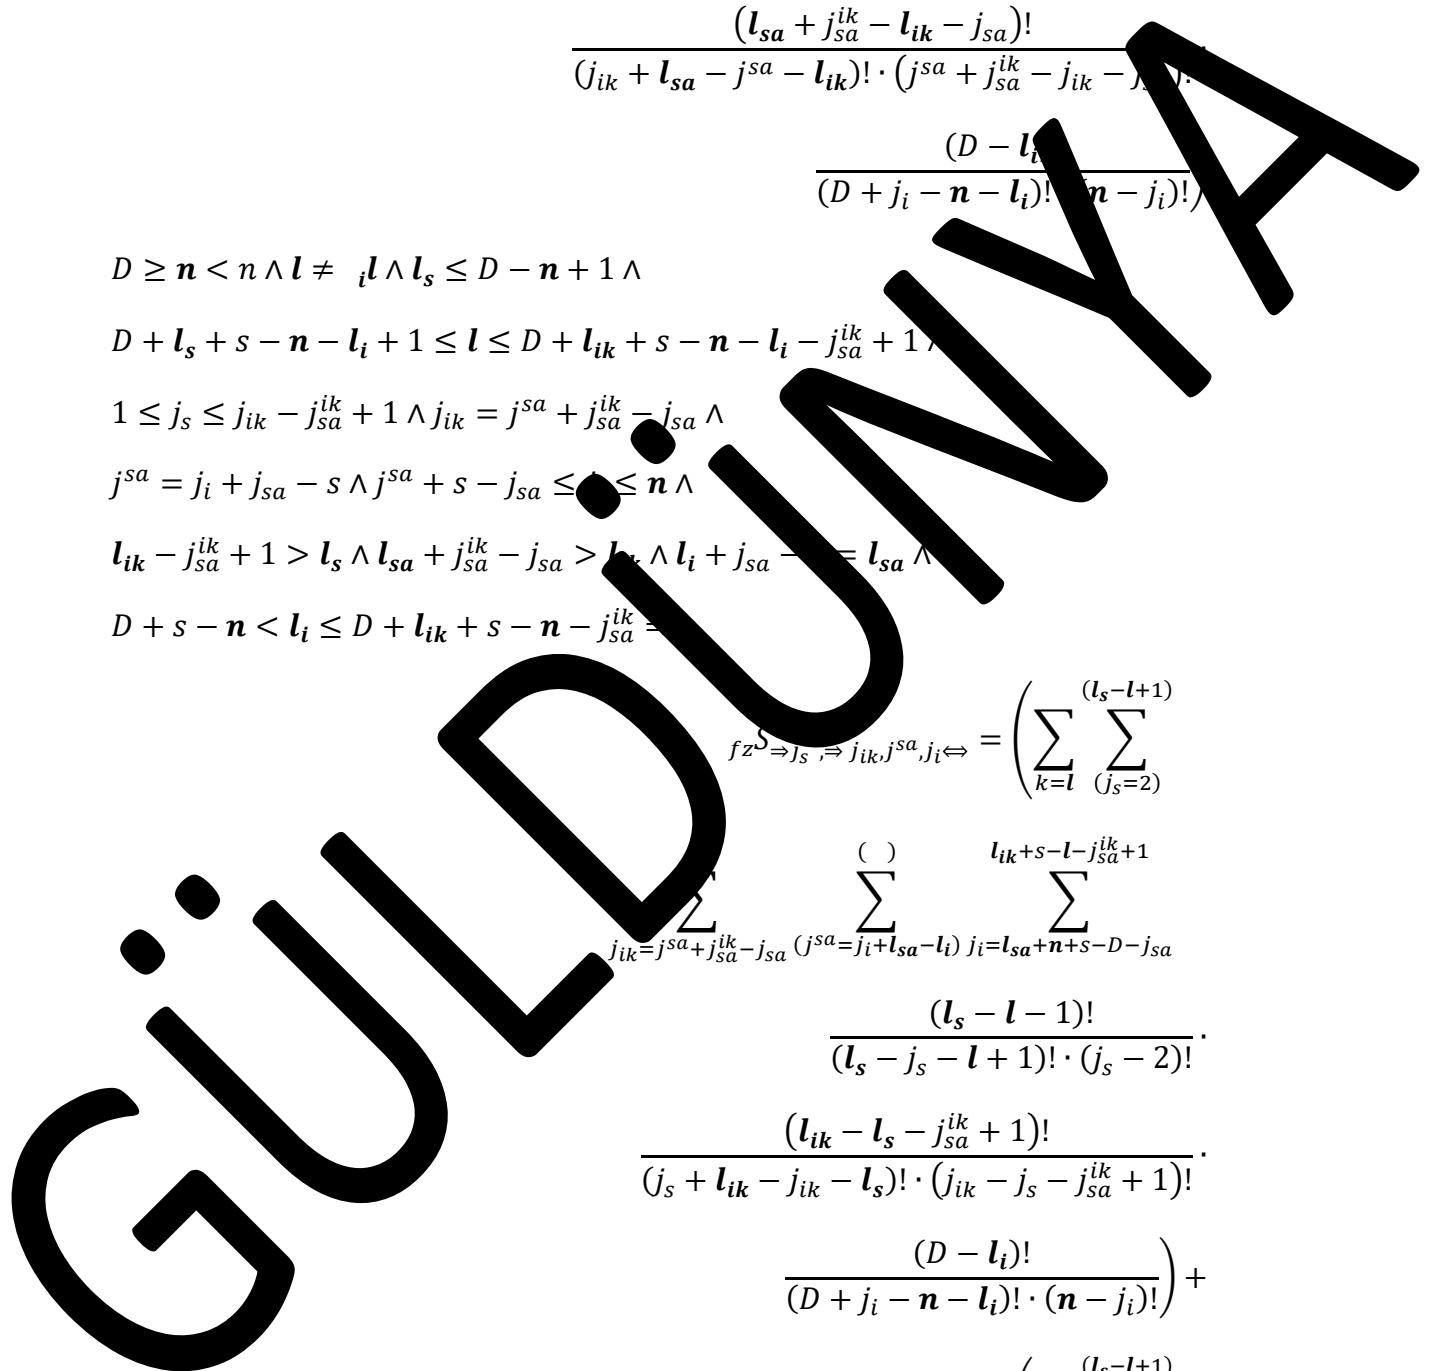 (l_sa + j_sa^ik − l_ik − j_sa)!
(j_ik + l_sa − j^sa − l_ik)! · (j^sa + j_sa^ik − j_ik − )!
(D − l_i
(D + j_i − n − l_i)! (n − j_i)!)
D ≥ n < n ∧ l ≠ _il ∧ l_s ≤ D − n + 1 ∧
D + l_s + s − n − l_i + 1 ≤ l ≤ D + l_ik + s − n − l_i − j_sa^ik + 1 ∧
1 ≤ j_s ≤ j_ik − j_sa^ik + 1 ∧ j_ik = j^sa + j_sa^ik − j_sa ∧
j^sa = j_i + j_sa − s ∧ j^sa + s − j_sa ≤ ≤ n ∧
l_ik − j_sa^ik + 1 > l_s ∧ l_sa + j_sa^ik − j_sa > l_ik ∧ l_i + j_sa − = l_sa ∧
D + s − n < l_i ≤ D + l_ik + s − n − j_sa^ik
(l_s−l+1)
fzS⇒j_s,⇒j_ik,j^sa,j_i⇔ = (∑ ∑
k=l (j_s=2)
( ) l_ik+s−l−j_sa^ik+1
∑ ∑ ∑
j_ik=j^sa+j_sa^ik−j_sa (j^sa=j_i+l_sa−l_i) j_i=l_sa+n+s−D−j_sa
(l_s − l − 1)!
(l_s − j_s − l + 1)! · (j_s − 2)! ·
(l_ik − l_s − j_sa^ik + 1)!
(j_s + l_ik − j_ik − l_s)! · (j_ik − j_s − j_sa^ik + 1)! ·
(D − l_i)!
(D + j_i − n − l_i)! · (n − j_i)!) +
(l_s−l+1)
GÜLDÜNYA